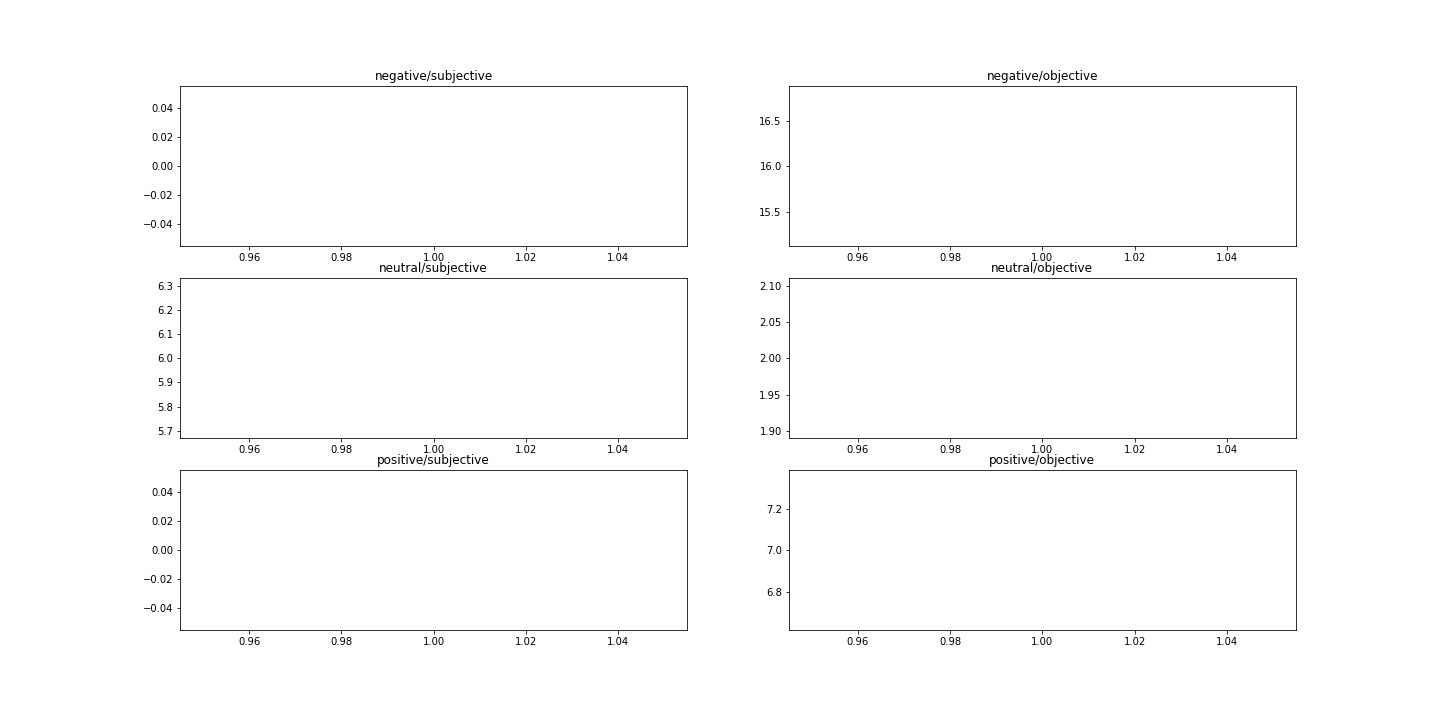 negative/subjective
0.04
0.02
0.00
−0.02
−0.04
0.96 0.98 1.00 1.02 1.04
negative/objective
16.5
16.0
15.5
0.96 0.98 1.00 1.02 1.04
neutral/subjective
6.3
6.2
6.1
6.0
5.9
5.8
5.7
0.96 0.98 1.00 1.02 1.04
neutral/objective
2.10
2.05
2.00
1.95
1.90
0.96 0.98 1.00 1.02 1.04
positive/subjective
0.04
0.02
0.00
−0.02
−0.04
0.96 0.98 1.00 1.02 1.04
positive/objective
7.2
7.0
6.8
0.96 0.98 1.00 1.02 1.04